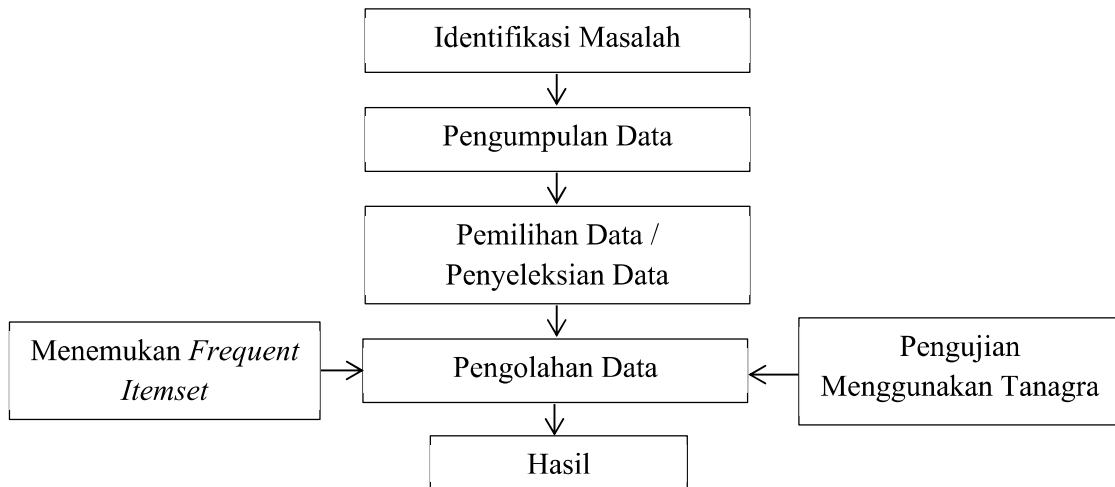 Identifikasi Masalah
Pengumpulan Data
Pemilihan Data /
Penyeleksian Data
Menemukan Frequent
Itemset
Pengolahan Data
Pengujian
Menggunakan Tanagra
Hasil